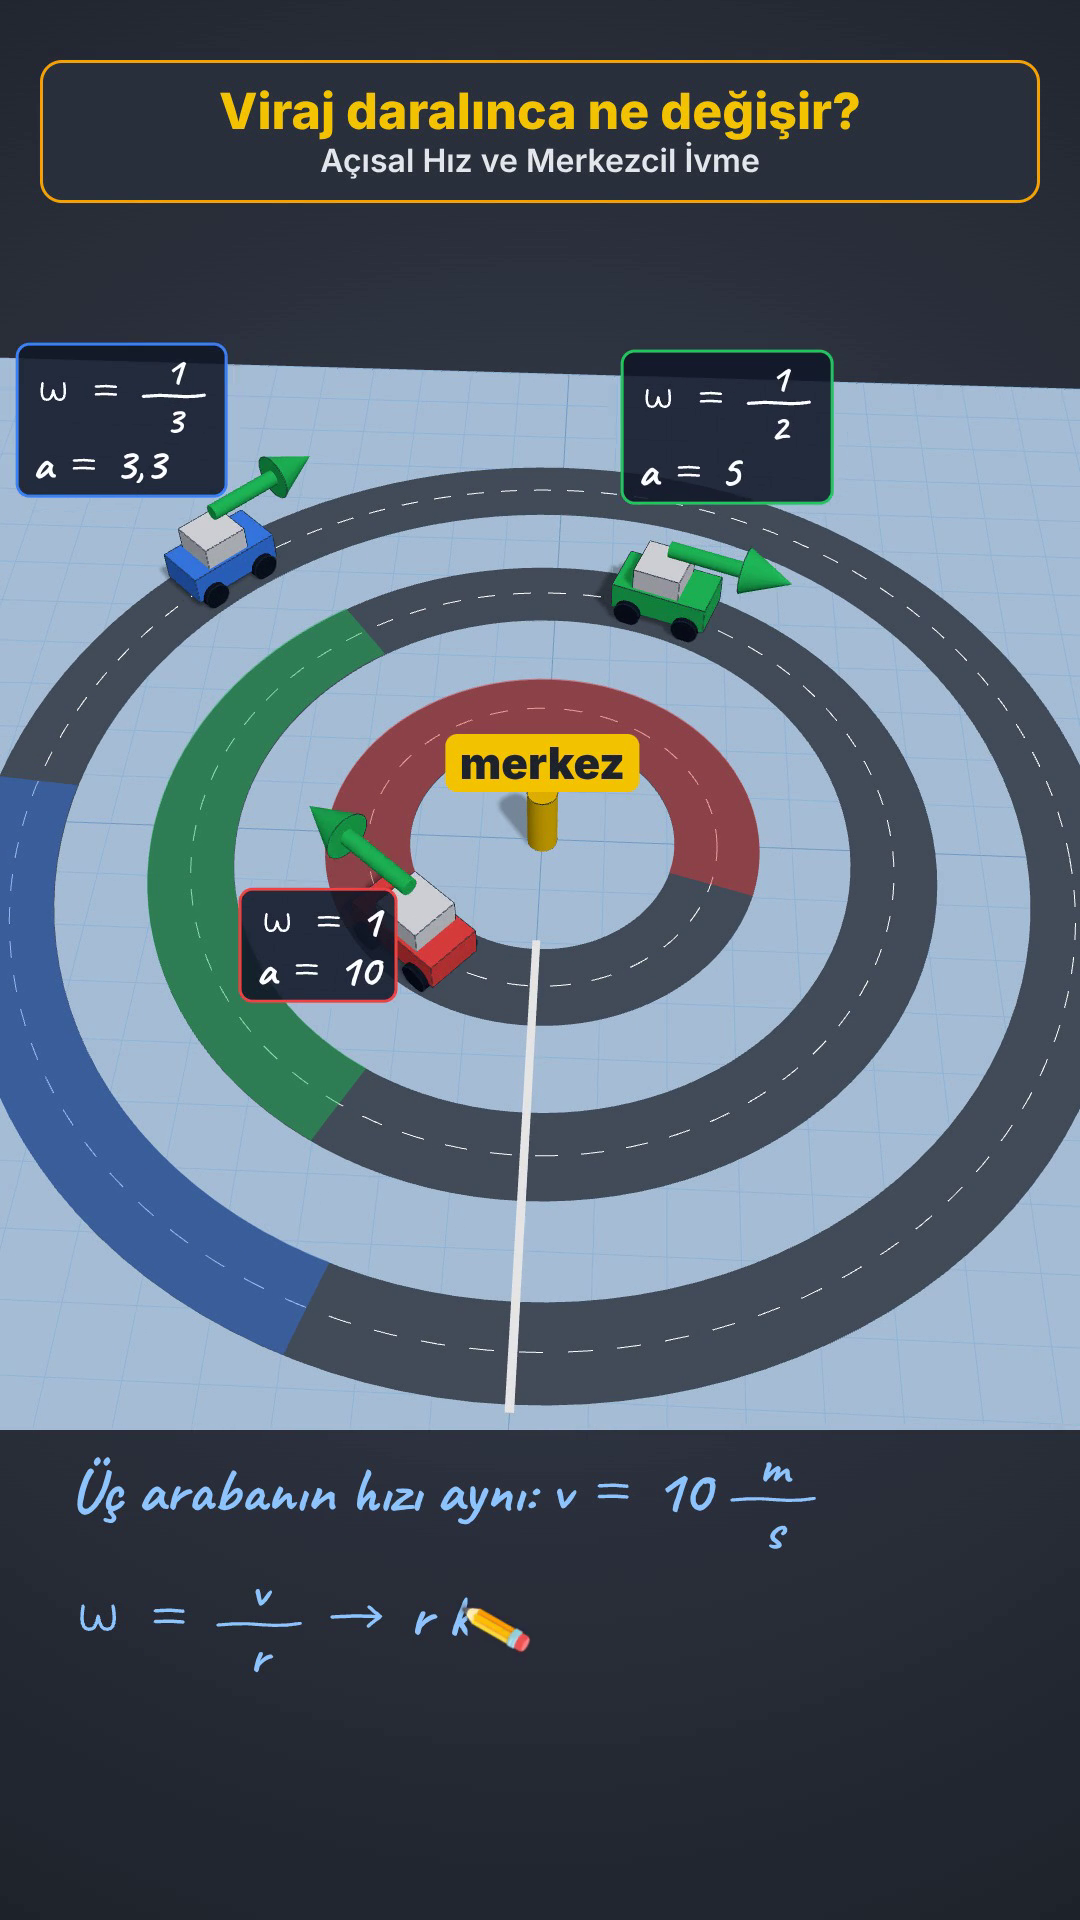 Viraj daralınca ne değişir?
Açısal Hız ve Merkezcil İvme
ω = 1/3
a = 3,3
ω = 1/2
a = 5
merkez
ω = 1
a = 10
Üç arabanın hızı aynı: v = 10 m/s
ω = v/r → r k